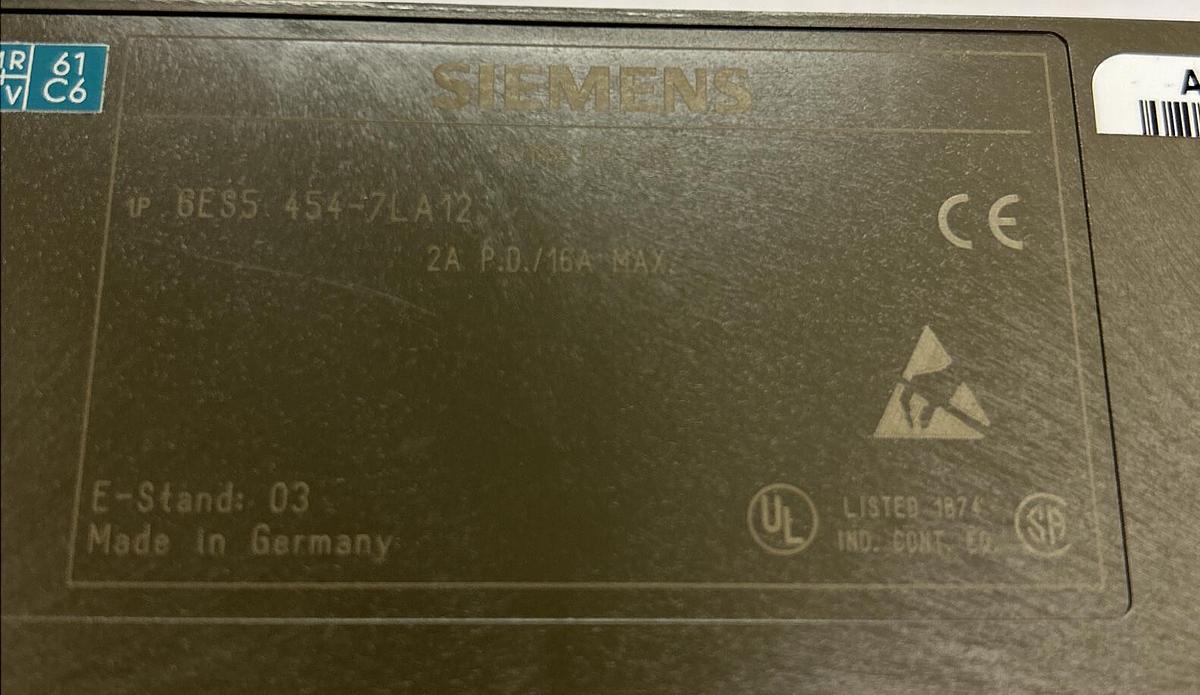 61
C6
V
SIEMENS
1P 6ES5 454-7LA12
2A P.D./16A MAX.
CE
E-Stand: 03
Made in Germany
UL
LISTED 1B74
IND. CONT. EQ.
SA
A